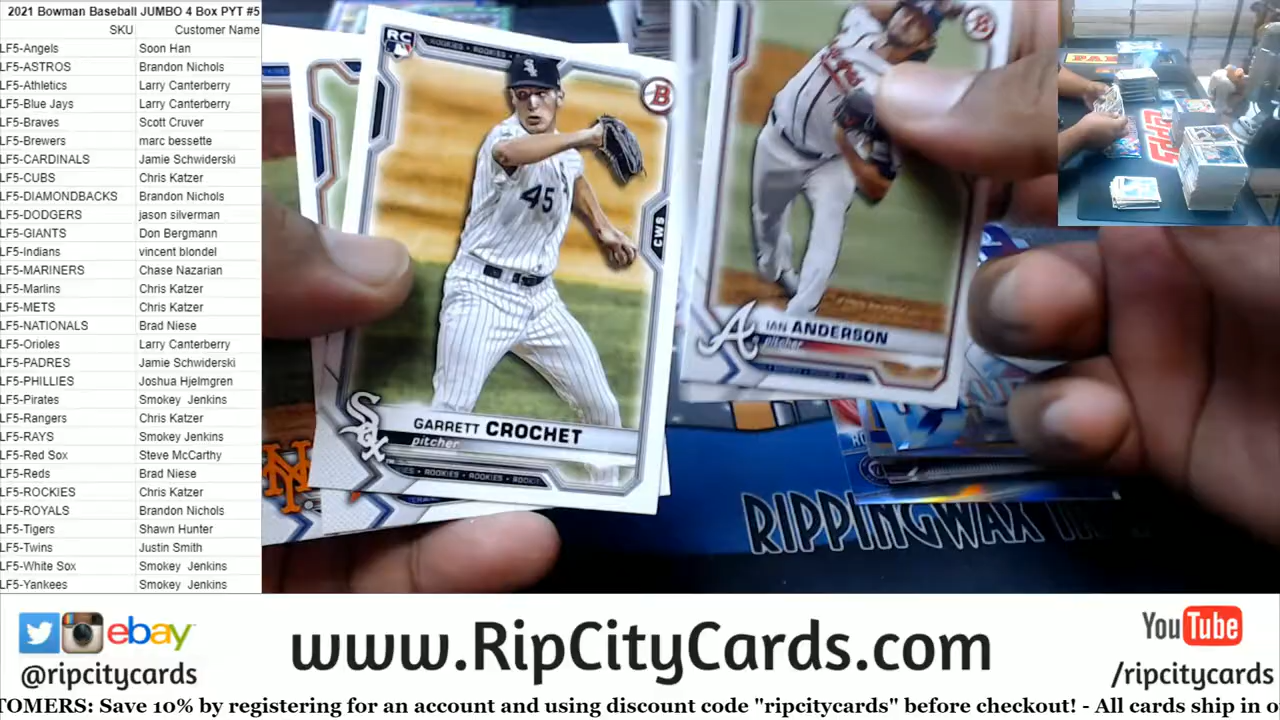 2021 Bowman Baseball JUMBO 4 Box PYT #5
SKU Customer Name
LF5-Angels Soon Han
LF5-ASTROS Brandon Nichols
LF5-Athletics Larry Canterberry
LF5-Blue Jays Larry Canterberry
LF5-Braves Scott Cruver
LF5-Brewers marc bessette
LF5-CARDINALS Jamie Schwiderski
LF5-CUBS Chris Katzer
LF5-DIAMONDBACKS Brandon Nichols
LF5-DODGERS jason silverman
LF5-GIANTS Don Bergmann
LF5-Indians vincent blondel
LF5-MARINERS Chase Nazarian
LF5-Marlins Chris Katzer
LF5-METS Chris Katzer
LF5-NATIONALS Brad Niese
LF5-Orioles Larry Canterberry
LF5-PADRES Jamie Schwiderski
LF5-PHILLIES Joshua Hjelmgren
LF5-Pirates Smokey Jenkins
LF5-Rangers Chris Katzer
LF5-RAYS Smokey Jenkins
LF5-Red Sox Steve McCarthy
LF5-Reds Brad Niese
LF5-ROCKIES Chris Katzer
LF5-ROYALS Brandon Nichols
LF5-Tigers Shawn Hunter
LF5-Twins Justin Smith
LF5-White Sox Smokey Jenkins
LF5-Yankees Smokey Jenkins
RC
ROOKIES • ROOKIES • ROOKIES
B
45
CWS
GARRETT CROCHET
pitcher
Sox
ROOKIES • ROOKIES
B
A
IAN ANDERSON
pitcher
RIPPINGWAX
ebay
@ripcitycards
www.RipCityCards.com
YouTube
/ripcitycards
TOMERS: Save 10% by registering for an account and using discount code "ripcitycards" before checkout! - All cards ship in o